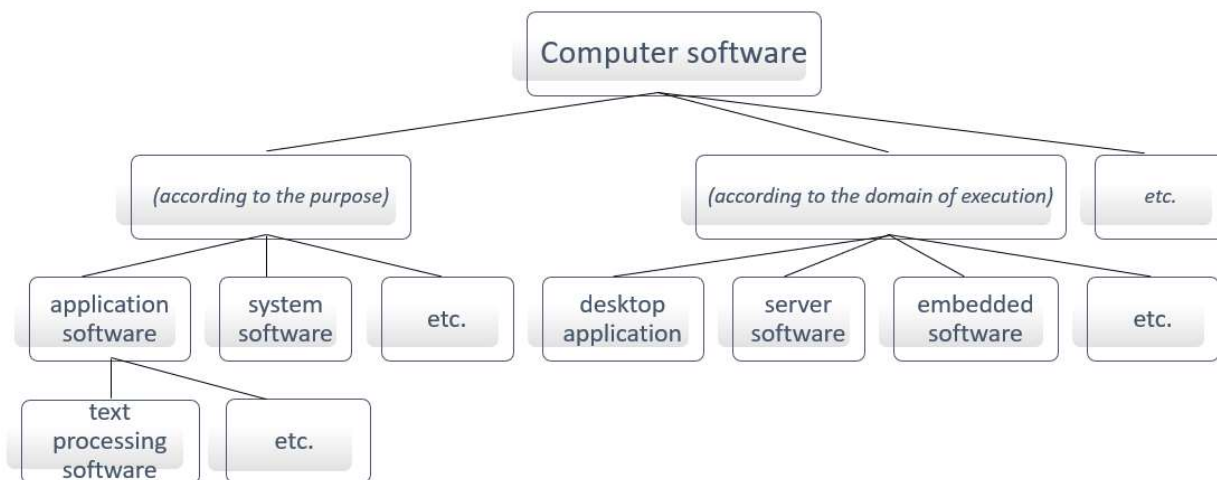 Computer software
(according to the purpose)
(according to the domain of execution)
etc.
application
software
system
software
etc.
desktop
application
server
software
embedded
software
etc.
text
processing
software
etc.